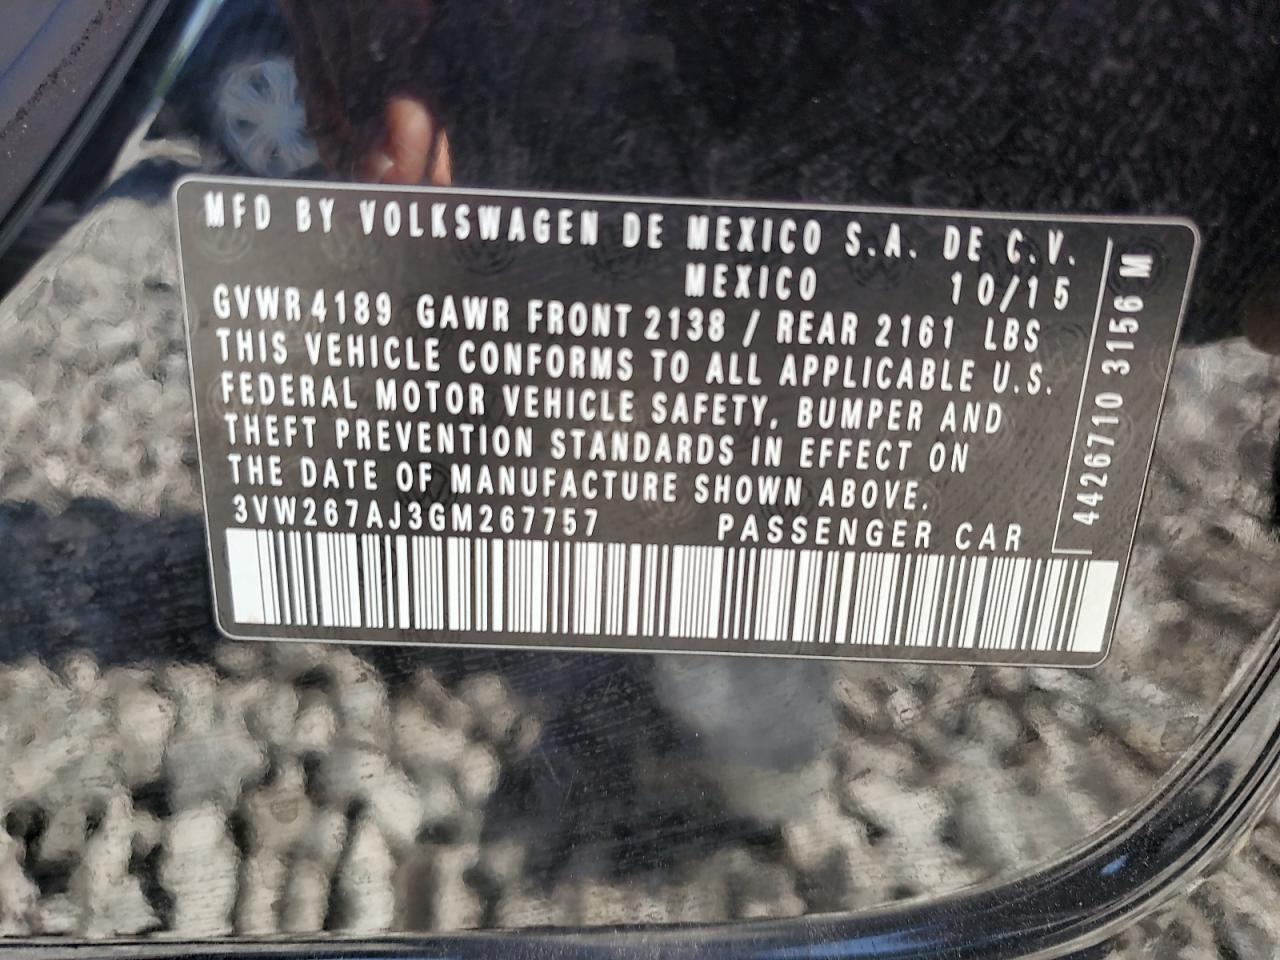 MFD BY VOLKSWAGEN DE MEXICO S.A. DE C.V.
MEXICO 10/15
GVWR 4189 GAWR FRONT 2138 / REAR 2161 LBS
THIS VEHICLE CONFORMS TO ALL APPLICABLE U.S.
FEDERAL MOTOR VEHICLE SAFETY, BUMPER AND
THEFT PREVENTION STANDARDS IN EFFECT ON
THE DATE OF MANUFACTURE SHOWN ABOVE.
3VW267AJ3GM267757 PASSENGER CAR
4426710 3156 M